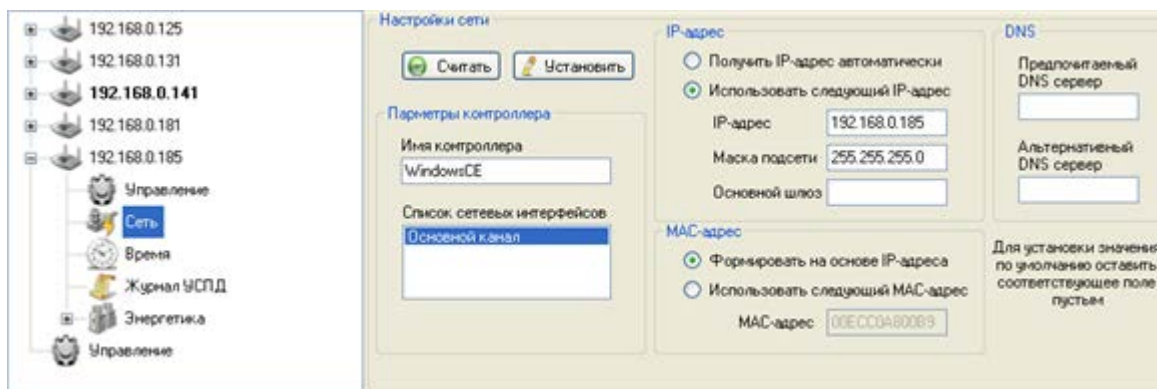 192.168.0.125
192.168.0.131
192.168.0.141
192.168.0.181
192.168.0.185
Управление
Сеть
Время
Журнал УСПД
Энергетика
Управление
Настройки сети
Считать
Установить
Парметры контроллера
Имя контроллера
WindowsCE
Список сетевых интерфейсов
Основной канал
IP-адрес
Получить IP-адрес автоматически
Использовать следующий IP-адрес
IP-адрес 192.168.0.185
Маска подсети 255.255.255.0
Основной шлюз
MAC-адрес
Формировать на основе IP-адреса
Использовать следующий MAC-адрес
MAC-адрес 00ECC0A800B9
DNS
Предпочитаемый
DNS сервер
Альтернативный
DNS сервер
Для установки значения
по умолчанию оставить
соответствующее поле
пустым